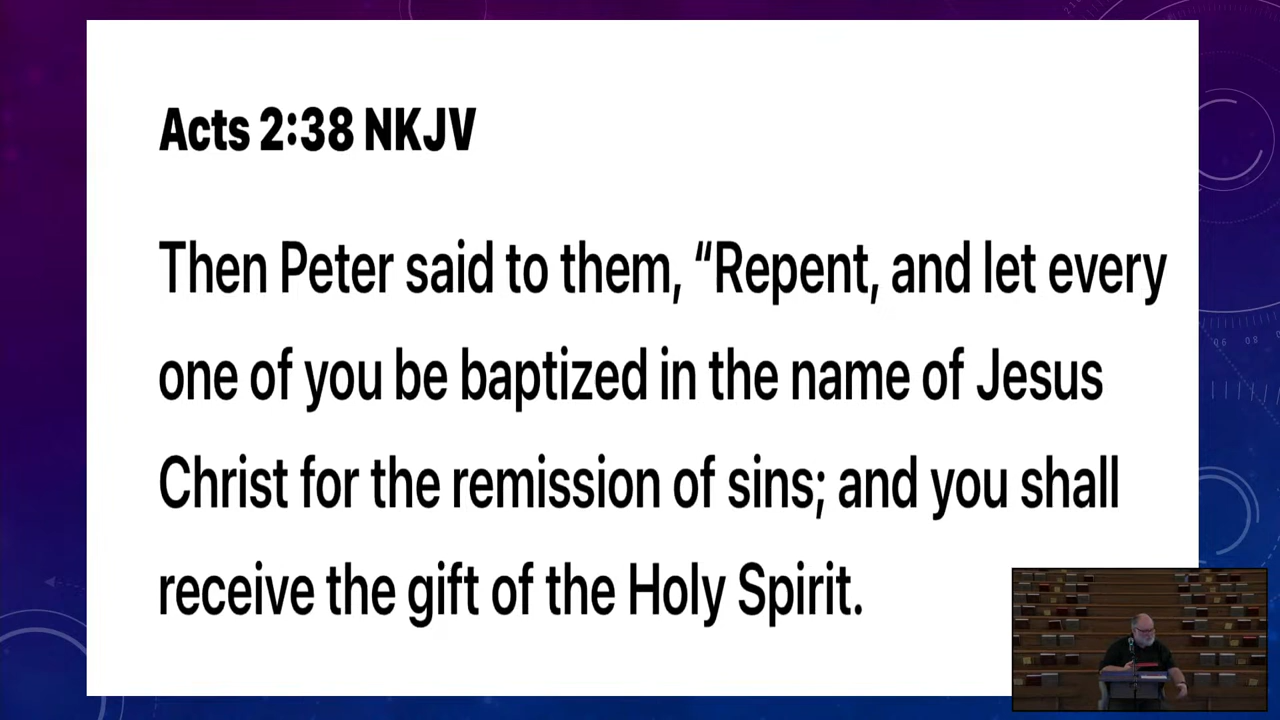 Acts 2:38 NKJV
Then Peter said to them, “Repent, and let every
one of you be baptized in the name of Jesus
Christ for the remission of sins; and you shall
receive the gift of the Holy Spirit.